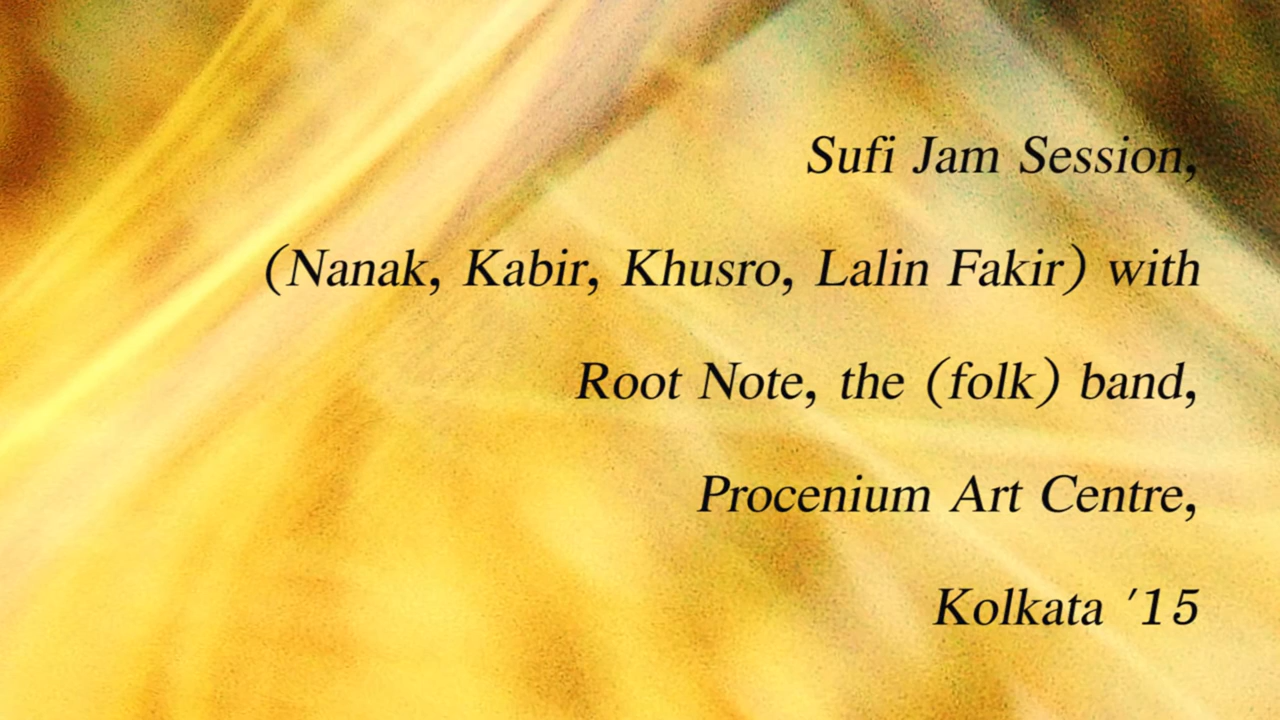 Sufi Jam Session,
(Nanak, Kabir, Khusro, Lalin Fakir) with
Root Note, the (folk) band,
Procenium Art Centre,
Kolkata '15